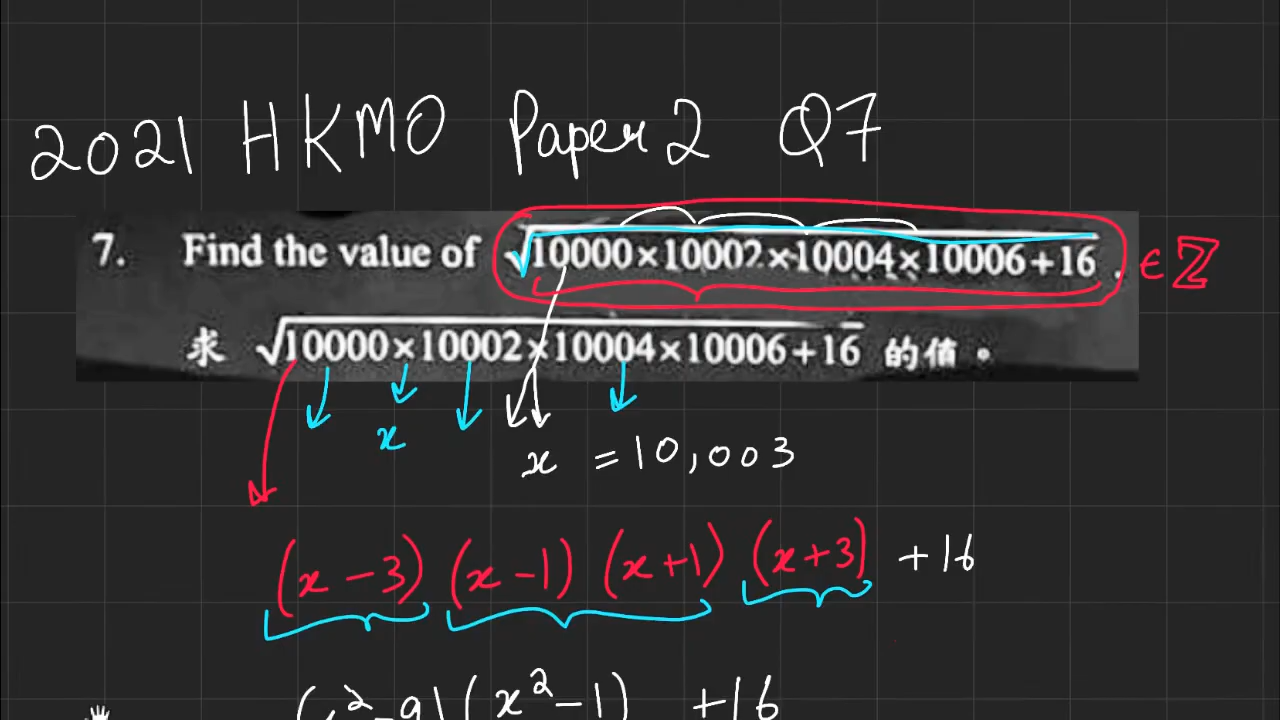 2021 HKMO Paper 2 Q7
7. Find the value of √10000×10002×10004×10006+16 . ∈ ℤ
求 √10000×10002×10004×10006+16 的值。
x
x = 10,003
(x-3) (x-1) (x+1) (x+3) +16
(x²-9) (x²-1) +16